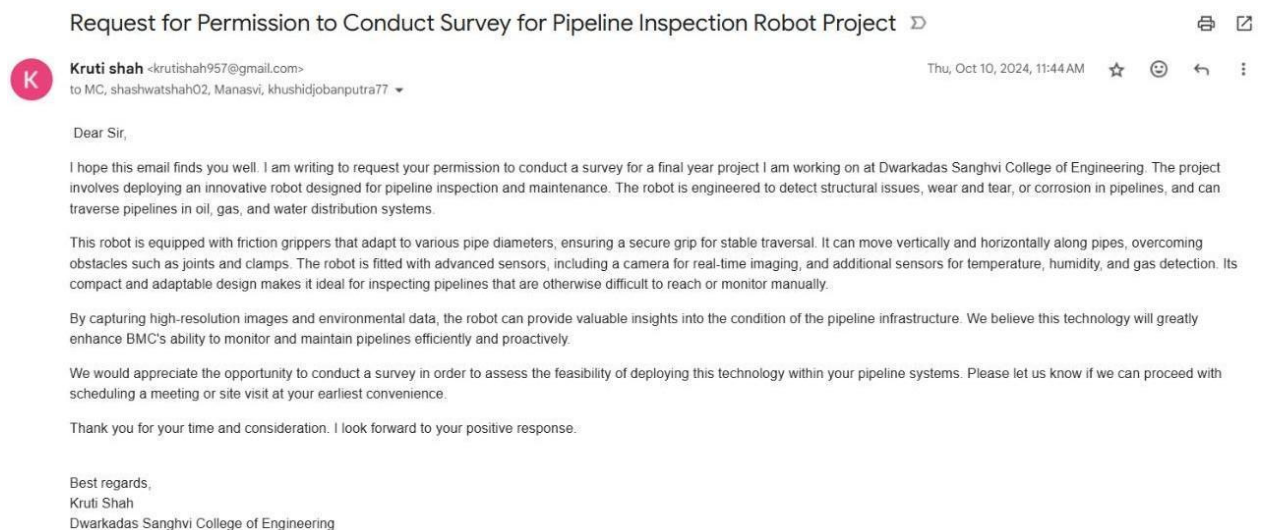 Request for Permission to Conduct Survey for Pipeline Inspection Robot Project
K
Kruti shah <krutishah957@gmail.com>
Thu, Oct 10, 2024, 11:44 AM
to MC, shashwatshah02, Manasvi, khushidjobanputra77
Dear Sir,
I hope this email finds you well. I am writing to request your permission to conduct a survey for a final year project I am working on at Dwarkadas Sanghvi College of Engineering. The project
involves deploying an innovative robot designed for pipeline inspection and maintenance. The robot is engineered to detect structural issues, wear and tear, or corrosion in pipelines, and can
traverse pipelines in oil, gas, and water distribution systems.
This robot is equipped with friction grippers that adapt to various pipe diameters, ensuring a secure grip for stable traversal. It can move vertically and horizontally along pipes, overcoming
obstacles such as joints and clamps. The robot is fitted with advanced sensors, including a camera for real-time imaging, and additional sensors for temperature, humidity, and gas detection. Its
compact and adaptable design makes it ideal for inspecting pipelines that are otherwise difficult to reach or monitor manually.
By capturing high-resolution images and environmental data, the robot can provide valuable insights into the condition of the pipeline infrastructure. We believe this technology will greatly
enhance BMC's ability to monitor and maintain pipelines efficiently and proactively.
We would appreciate the opportunity to conduct a survey in order to assess the feasibility of deploying this technology within your pipeline systems. Please let us know if we can proceed with
scheduling a meeting or site visit at your earliest convenience.
Thank you for your time and consideration. I look forward to your positive response.
Best regards,
Kruti Shah
Dwarkadas Sanghvi College of Engineering